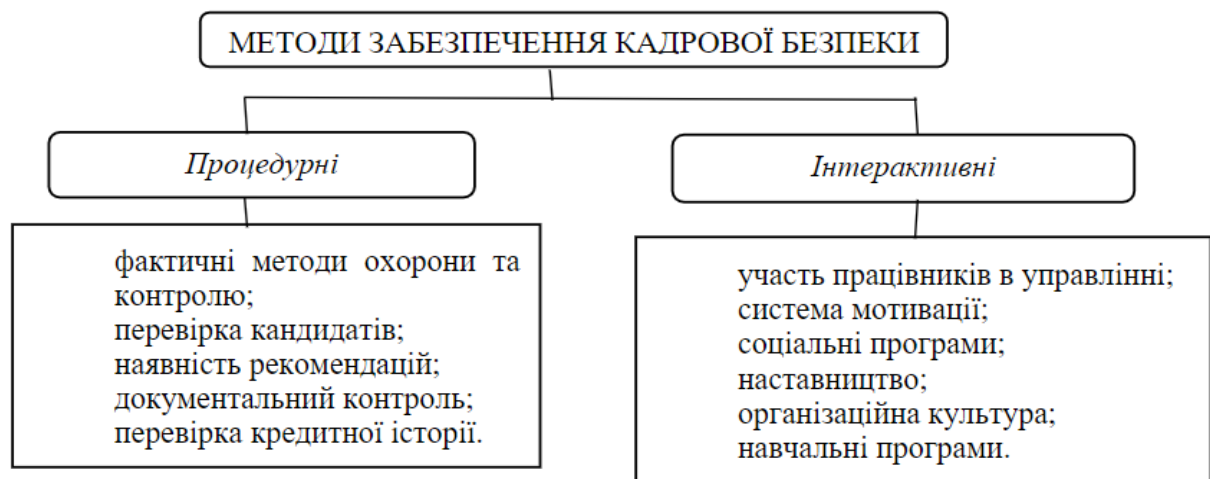 МЕТОДИ ЗАБЕЗПЕЧЕННЯ КАДРОВОЇ БЕЗПЕКИ
Процедурні
Інтерактивні
фактичні методи охорони та
контролю;
перевірка кандидатів;
наявність рекомендацій;
документальний контроль;
перевірка кредитної історії.
участь працівників в управлінні;
система мотивації;
соціальні програми;
наставництво;
організаційна культура;
навчальні програми.